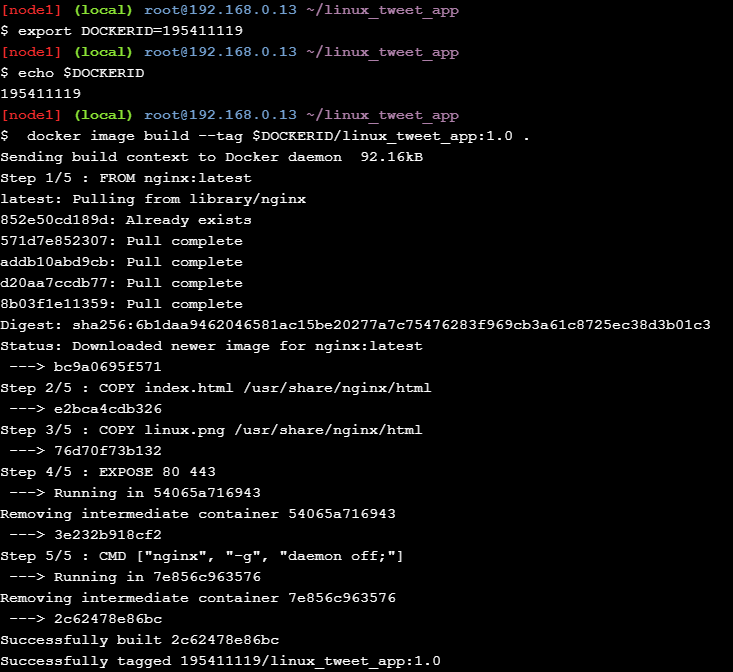 [node1] (local) root@192.168.0.13 ~/linux_tweet_app
$ export DOCKERID=195411119
[node1] (local) root@192.168.0.13 ~/linux_tweet_app
$ echo $DOCKERID
195411119
[node1] (local) root@192.168.0.13 ~/linux_tweet_app
$  docker image build --tag $DOCKERID/linux_tweet_app:1.0 .
Sending build context to Docker daemon  92.16kB
Step 1/5 : FROM nginx:latest
latest: Pulling from library/nginx
852e50cd189d: Already exists
571d7e852307: Pull complete
addb10abd9cb: Pull complete
d20aa7ccdb77: Pull complete
8b03f1e11359: Pull complete
Digest: sha256:6b1daa9462046581ac15be20277a7c75476283f969cb3a61c8725ec38d3b01c3
Status: Downloaded newer image for nginx:latest
 ---> bc9a0695f571
Step 2/5 : COPY index.html /usr/share/nginx/html
 ---> e2bca4cdb326
Step 3/5 : COPY linux.png /usr/share/nginx/html
 ---> 76d70f73b132
Step 4/5 : EXPOSE 80 443
 ---> Running in 54065a716943
Removing intermediate container 54065a716943
 ---> 3e232b918cf2
Step 5/5 : CMD ["nginx", "-g", "daemon off;"]
 ---> Running in 7e856c963576
Removing intermediate container 7e856c963576
 ---> 2c62478e86bc
Successfully built 2c62478e86bc
Successfully tagged 195411119/linux_tweet_app:1.0